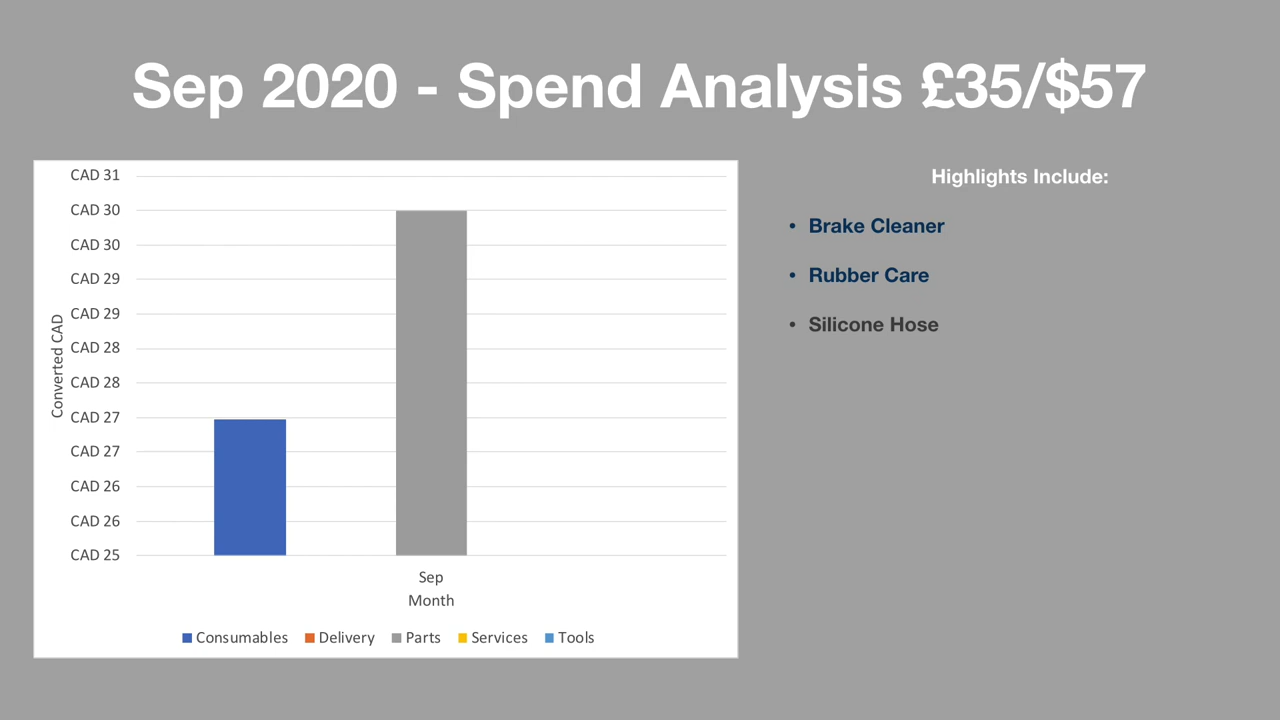 Sep 2020 - Spend Analysis £35/$57
CAD 31
CAD 30
CAD 30
CAD 29
CAD 29
CAD 28
CAD 28
CAD 27
CAD 27
CAD 26
CAD 26
CAD 25
Converted CAD
Sep
Month
Consumables Delivery Parts Services Tools
Highlights Include:
• Brake Cleaner
• Rubber Care
• Silicone Hose